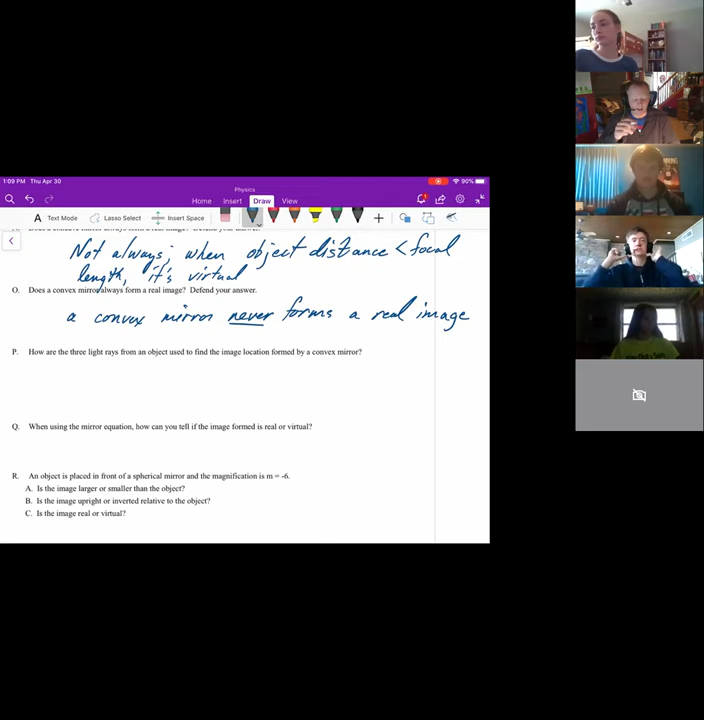 1:09 PM Thu Apr 30
90%
Physics
Home Insert Draw View
Text Mode Lasso Select Insert Space
Not always; when object distance < focal
length, it's virtual
O. Does a convex mirror always form a real image? Defend your answer.
a convex mirror never forms a real image
P. How are the three light rays from an object used to find the image location formed by a convex mirror?
Q. When using the mirror equation, how can you tell if the image formed is real or virtual?
R. An object is placed in front of a spherical mirror and the magnification is m = -6.
A. Is the image larger or smaller than the object?
B. Is the image upright or inverted relative to the object?
C. Is the image real or virtual?